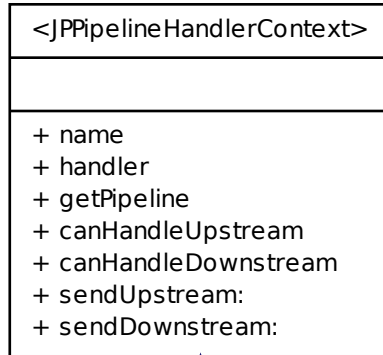 <JPPipelineHandlerContext>
+ name
+ handler
+ getPipeline
+ canHandleUpstream
+ canHandleDownstream
+ sendUpstream:
+ sendDownstream: